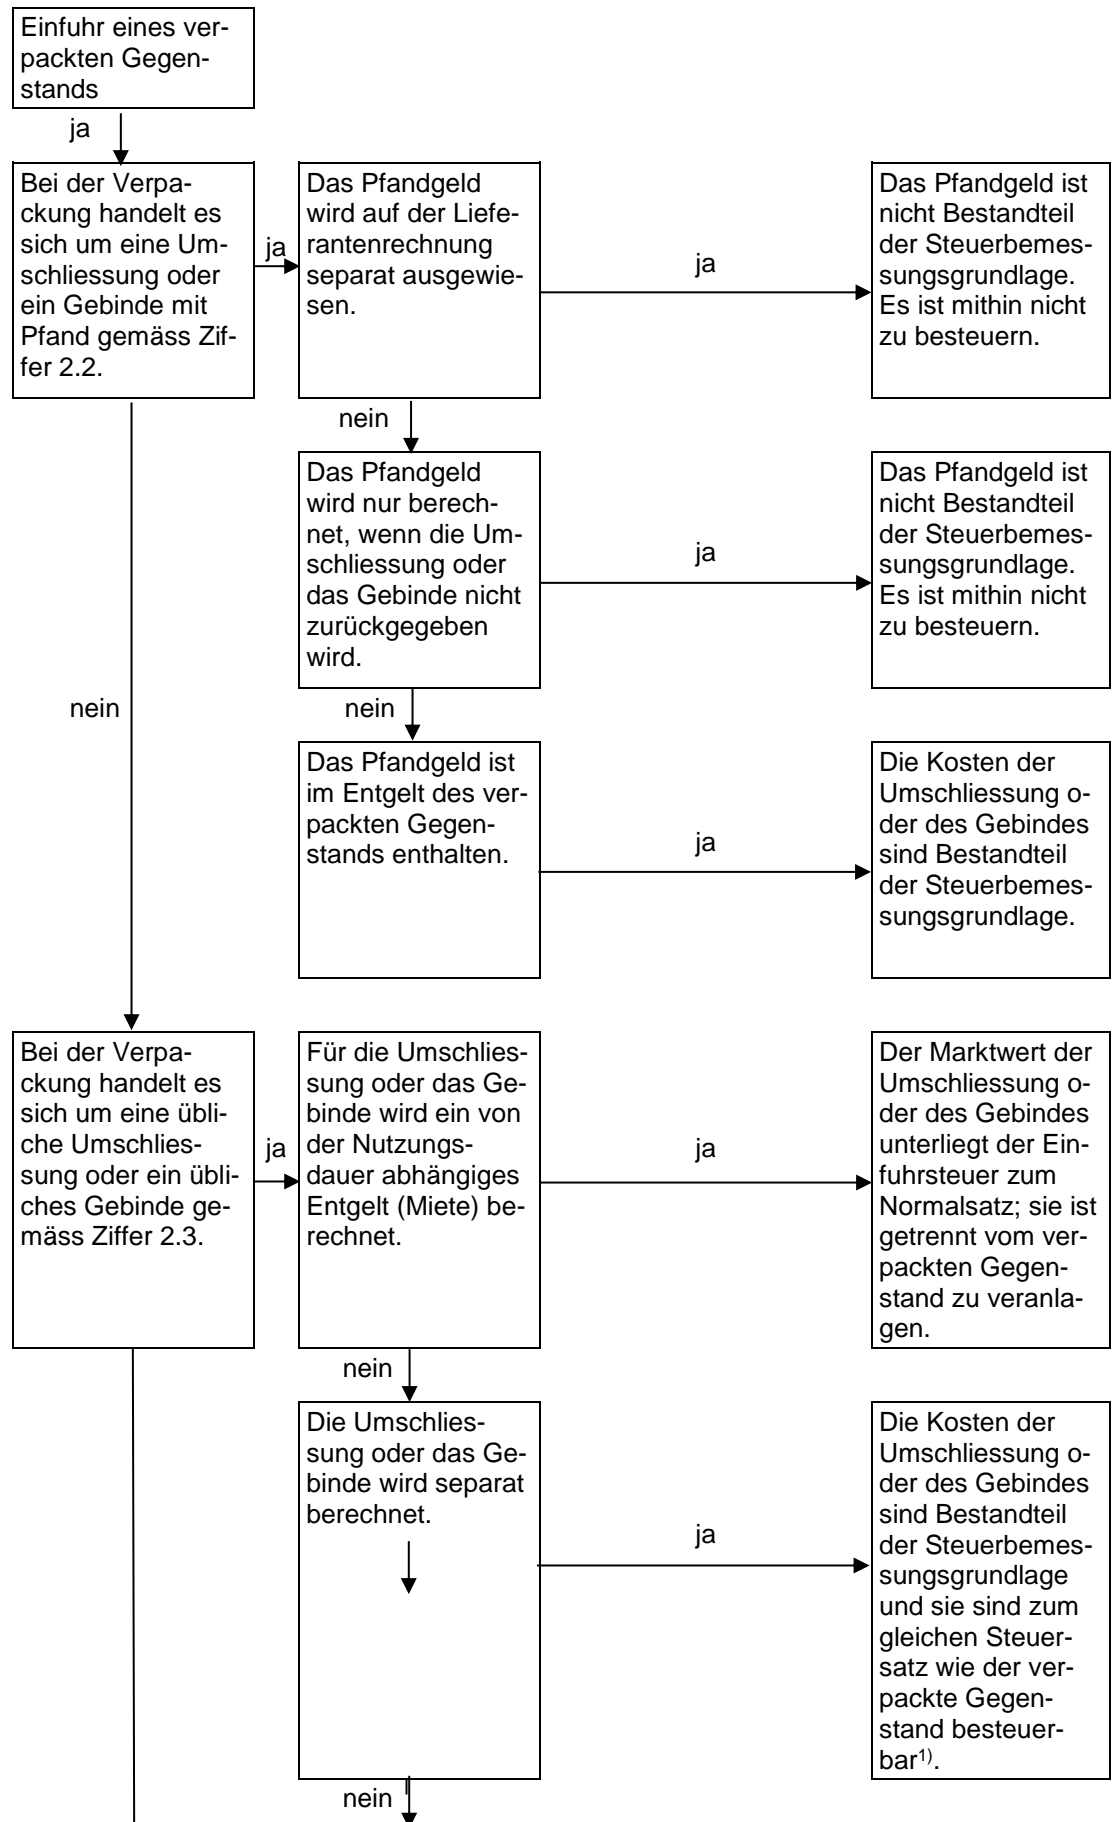 Einfuhr eines ver-
packten Gegen-
stands
ja
Bei der Verpa-
ckung handelt es
sich um eine Um-
schliessung oder
ein Gebinde mit
Pfand gemäss Zif-
fer 2.2.
ja
Das Pfandgeld
wird auf der Liefe-
rantenrechnung
separat ausgewie-
sen.
ja
Das Pfandgeld ist
nicht Bestandteil
der Steuerbemes-
sungsgrundlage.
Es ist mithin nicht
zu besteuern.
nein
Das Pfandgeld
wird nur berech-
net, wenn die Um-
schliessung oder
das Gebinde nicht
zurückgegeben
wird.
ja
Das Pfandgeld ist
nicht Bestandteil
der Steuerbemes-
sungsgrundlage.
Es ist mithin nicht
zu besteuern.
nein
nein
Das Pfandgeld ist
im Entgelt des ver-
packten Gegen-
stands enthalten.
ja
Die Kosten der
Umschliessung o-
der des Gebindes
sind Bestandteil
der Steuerbemes-
sungsgrundlage.
Bei der Verpa-
ckung handelt es
sich um eine übli-
che Umschlies-
sung oder ein übli-
ches Gebinde ge-
mäss Ziffer 2.3.
ja
Für die Umschlies-
sung oder das Ge-
binde wird ein von
der Nutzungs-
dauer abhängiges
Entgelt (Miete) be-
rechnet.
ja
Der Marktwert der
Umschliessung o-
der des Gebindes
unterliegt der Ein-
fuhrsteuer zum
Normalsatz; sie ist
getrennt vom ver-
packten Gegen-
stand zu veranla-
gen.
nein
Die Umschlies-
sung oder das Ge-
binde wird separat
berechnet.
ja
Die Kosten der
Umschliessung o-
der des Gebindes
sind Bestandteil
der Steuerbemes-
sungsgrundlage
und sie sind zum
gleichen Steuer-
satz wie der ver-
packte Gegen-
stand besteuer-
bar1).
nein